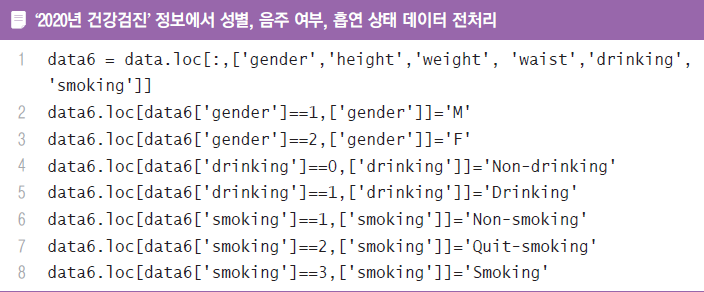 ‘2020년 건강검진’ 정보에서 성별, 음주 여부, 흡연 상태 데이터 전처리
1 data6 = data.loc[:,['gender','height','weight', 'waist','drinking',
'smoking']]
2 data6.loc[data6['gender']==1,['gender']]='M'
3 data6.loc[data6['gender']==2,['gender']]='F'
4 data6.loc[data6['drinking']==0,['drinking']]='Non-drinking'
5 data6.loc[data6['drinking']==1,['drinking']]='Drinking'
6 data6.loc[data6['smoking']==1,['smoking']]='Non-smoking'
7 data6.loc[data6['smoking']==2,['smoking']]='Quit-smoking'
8 data6.loc[data6['smoking']==3,['smoking']]='Smoking'